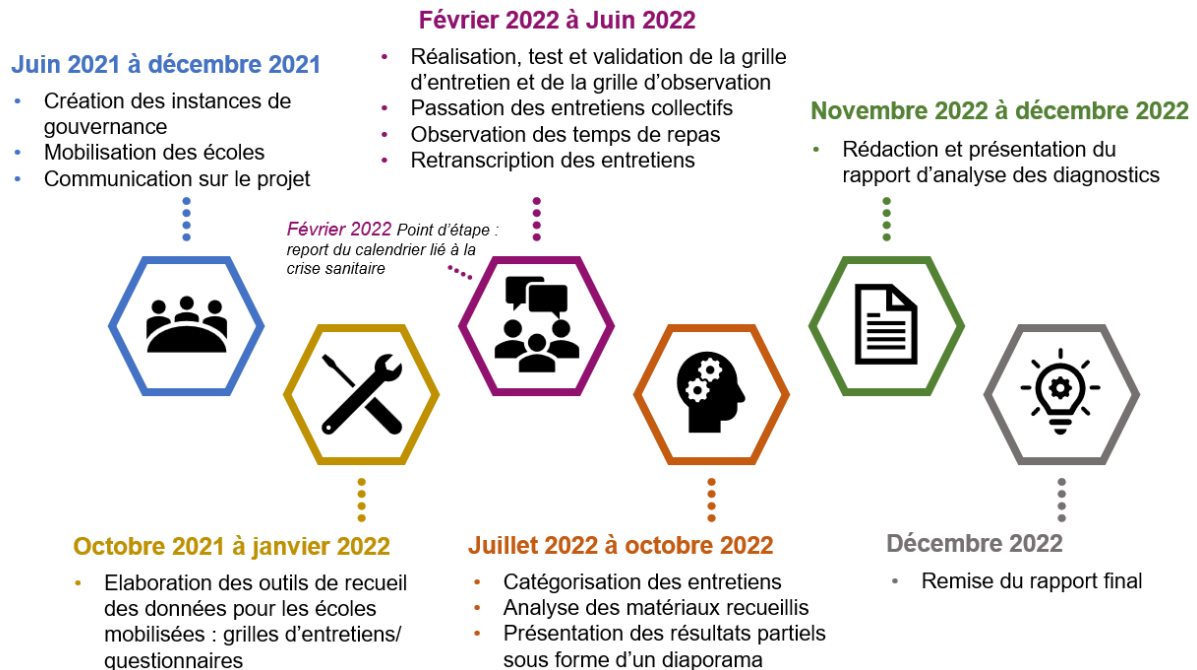 Juin 2021 à décembre 2021
• Création des instances de
gouvernance
• Mobilisation des écoles
• Communication sur le projet
Octobre 2021 à janvier 2022
• Elaboration des outils de recueil
des données pour les écoles
mobilisées : grilles d’entretiens/
questionnaires
Février 2022 à Juin 2022
• Réalisation, test et validation de la grille
d’entretien et de la grille d’observation
• Passation des entretiens collectifs
• Observation des temps de repas
• Retranscription des entretiens
Février 2022 Point d’étape :
report du calendrier lié à la
crise sanitaire
Juillet 2022 à octobre 2022
• Catégorisation des entretiens
• Analyse des matériaux recueillis
• Présentation des résultats partiels
sous forme d’un diaporama
Novembre 2022 à décembre 2022
• Rédaction et présentation du
rapport d’analyse des diagnostics
Décembre 2022
• Remise du rapport final